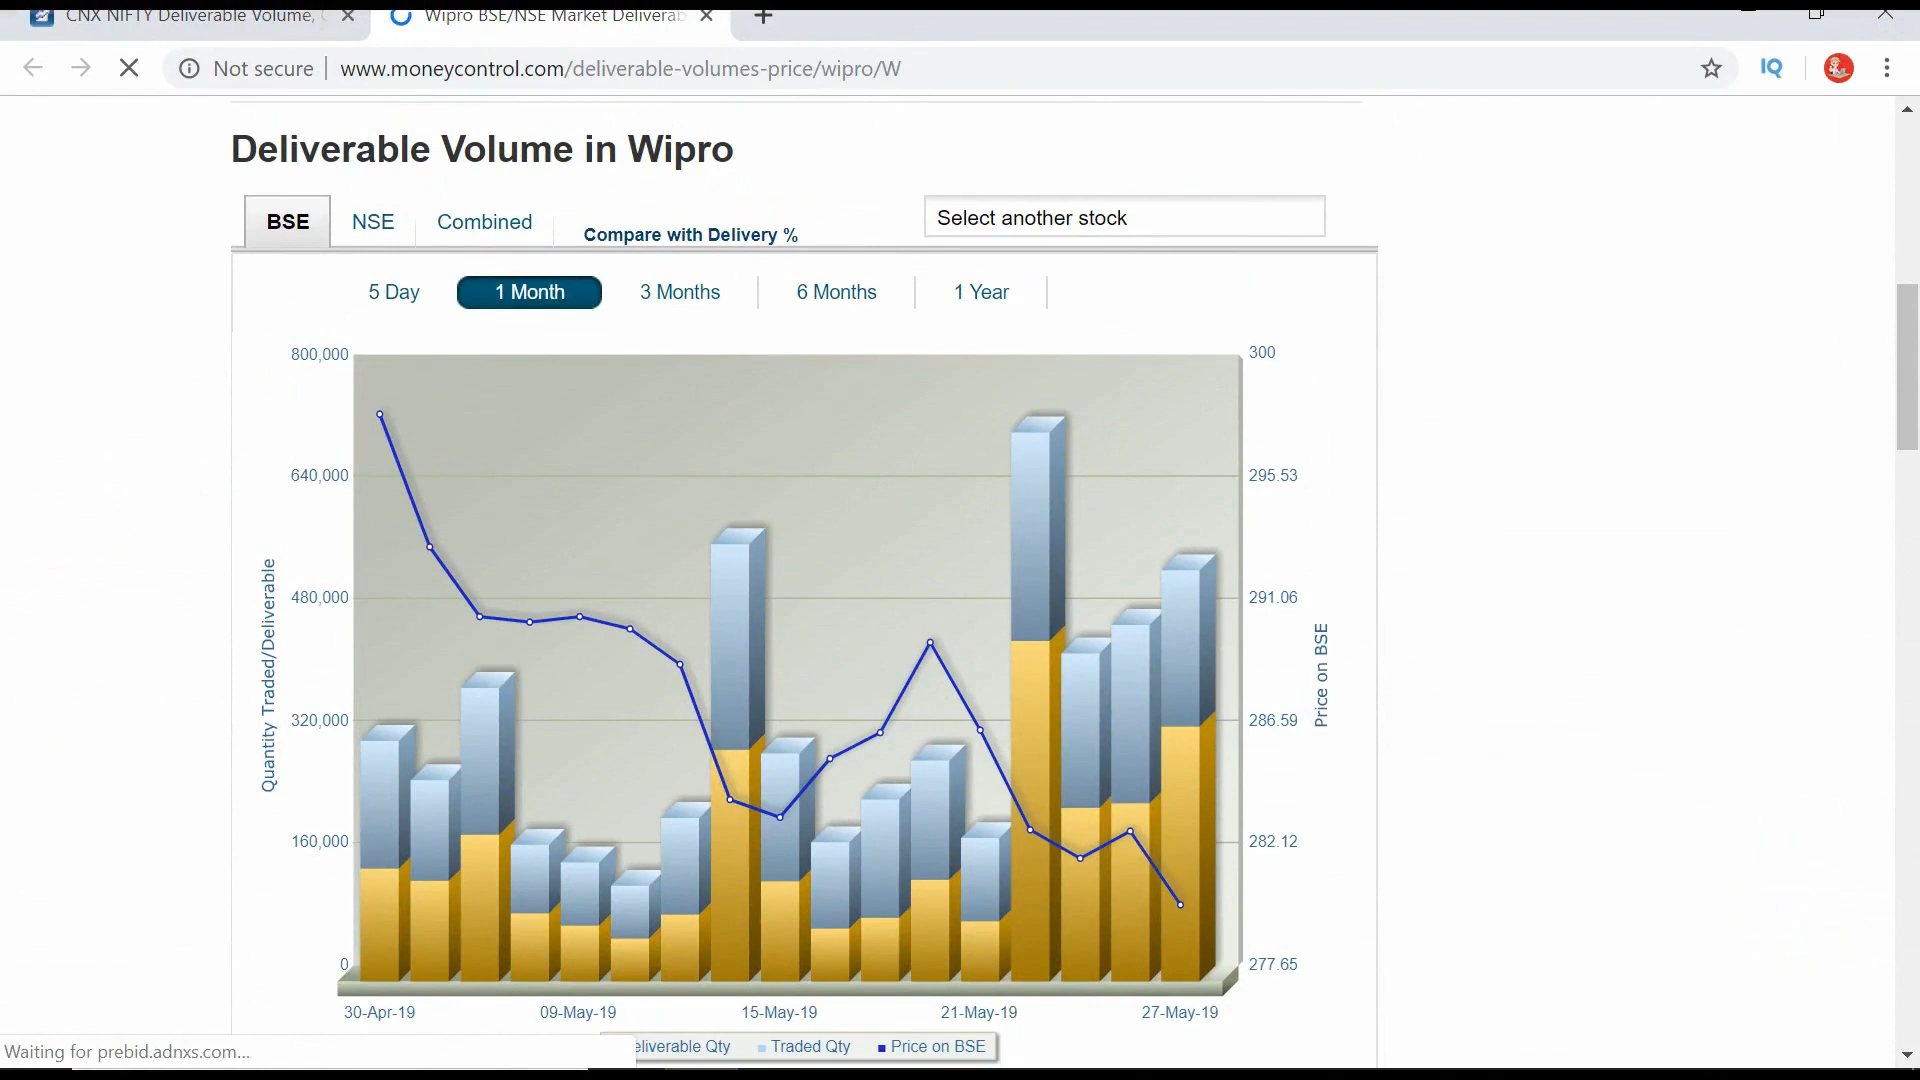 CNX NIFTY Deliverable Volume,
Wipro BSE/NSE Market Deliverab
Not secure
www.moneycontrol.com/deliverable-volumes-price/wipro/W
IQ
Deliverable Volume in Wipro
BSE
NSE
Combined
Compare with Delivery %
Select another stock
5 Day
1 Month
3 Months
6 Months
1 Year
800,000
640,000
480,000
320,000
160,000
0
Quantity Traded/Deliverable
300
295.53
291.06
286.59
282.12
277.65
Price on BSE
30-Apr-19
09-May-19
15-May-19
21-May-19
27-May-19
Waiting for prebid.adnxs.com...
eliverable Qty
Traded Qty
Price on BSE